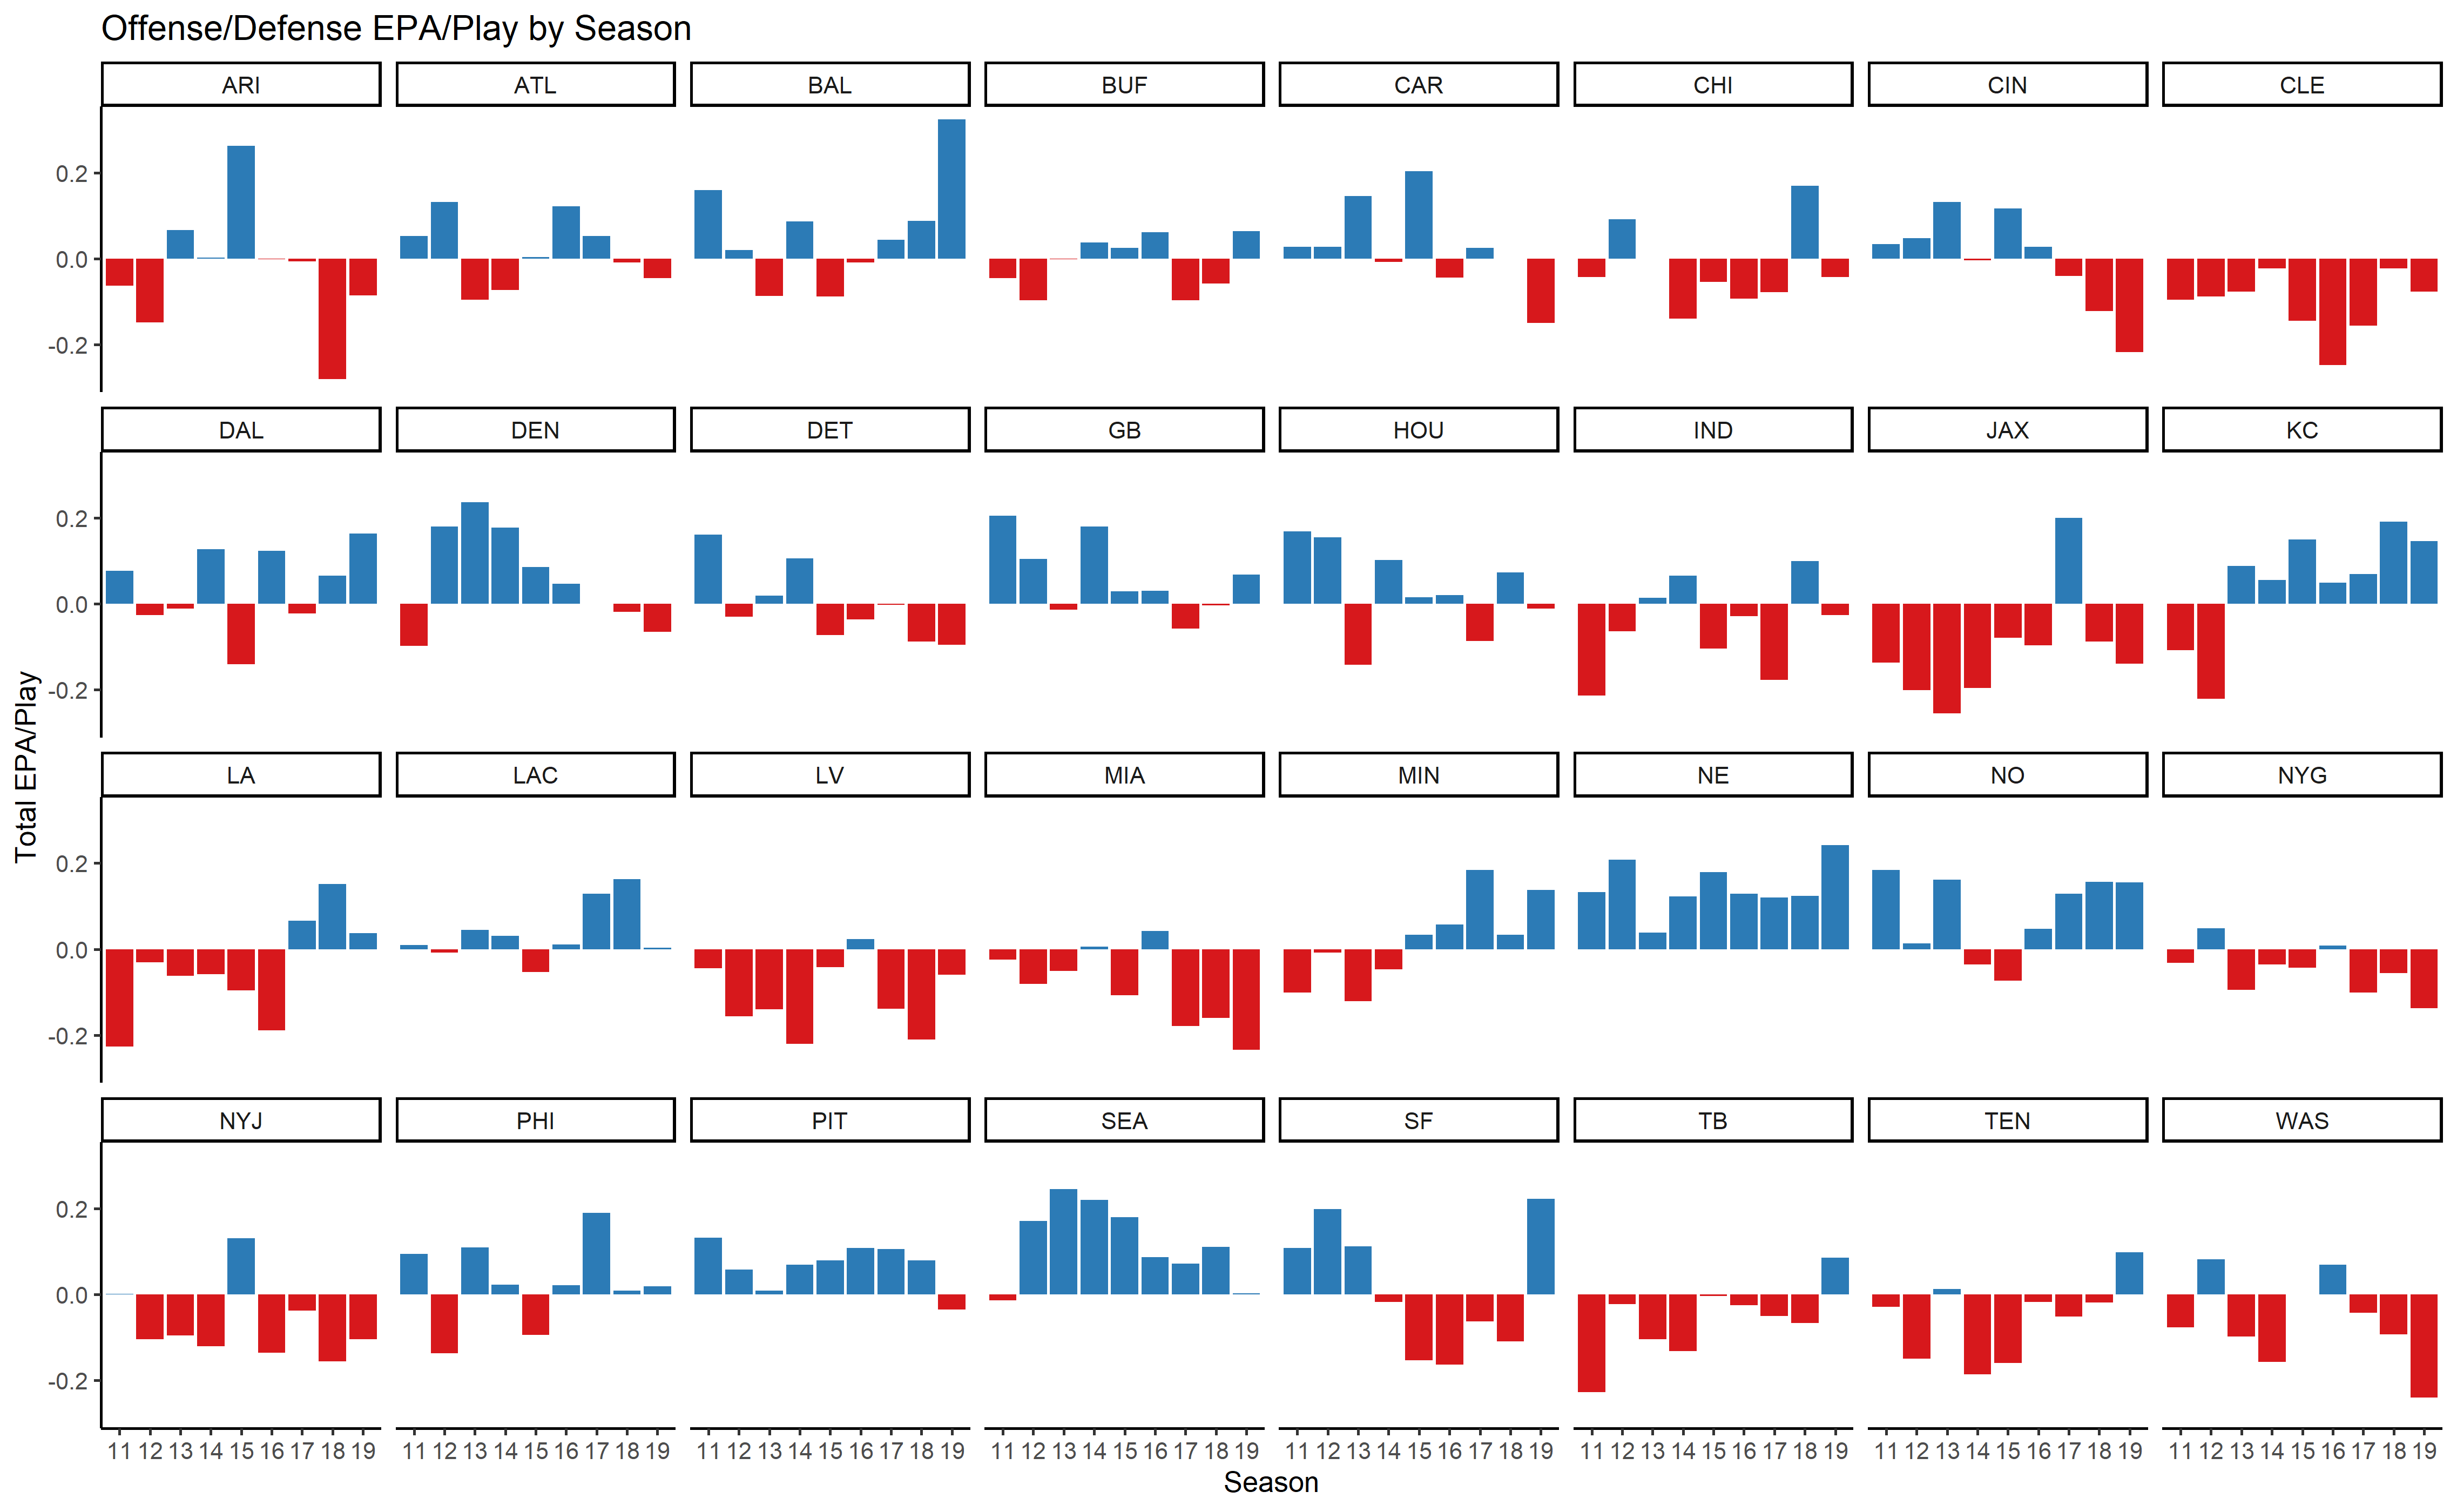 Offense/Defense EPA/Play by Season
ARI ATL BAL BUF CAR CHI CIN CLE
0.2
0.0
-0.2
DAL DEN DET GB HOU IND JAX KC
0.2
0.0
-0.2
Total EPA/Play
LA LAC LV MIA MIN NE NO NYG
0.2
0.0
-0.2
NYJ PHI PIT SEA SF TB TEN WAS
0.2
0.0
-0.2
11 12 13 14 15 16 17 18 19 11 12 13 14 15 16 17 18 19 11 12 13 14 15 16 17 18 19 11 12 13 14 15 16 17 18 19 11 12 13 14 15 16 17 18 19 11 12 13 14 15 16 17 18 19 11 12 13 14 15 16 17 18 19 11 12 13 14 15 16 17 18 19
Season